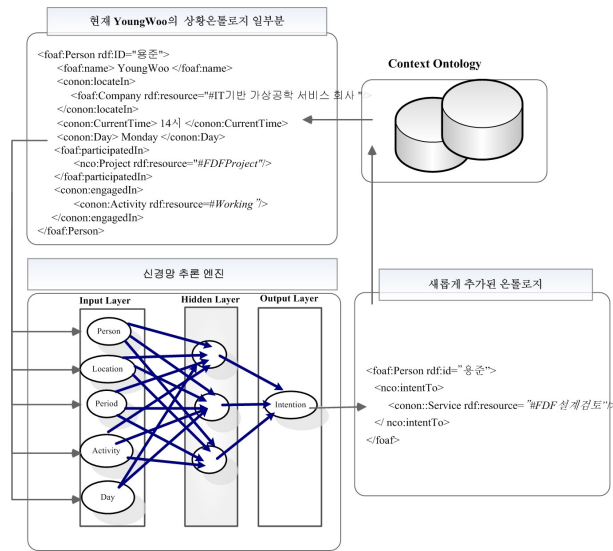 현재 YoungWoo의 상황온톨로지 일부분
<foaf:Person rdf:ID="용준">
<foaf:name> YoungWoo </foaf:name>
<conon:locateIn>
<foaf:Company rdf:resource="#IT기반 가상공학 서비스 회사 ">
</conon:locateIn>
<conon:CurrentTime> 14시 </conon:CurrentTime>
<conon:Day> Monday </conon:Day>
<foaf:participatedIn>
<nco:Project rdf:resource="#FDFProject"/>
</foaf:participatedIn>
<conon:engagedIn>
<conon:Activity rdf:resource=#Working"/>
</conon:engagedIn>
</foaf:Person>
Context Ontology
신경망 추론 엔진
Input Layer
Hidden Layer
Output Layer
Person
Location
Period
Activity
Day
Intention
새롭게 추가된 온톨로지
<foaf:Person rdf:id="용준">
<nco:intentTo>
<conon::Service rdf:resource="#FDF설계검토"/>
</ nco:intentTo>
</foaf>